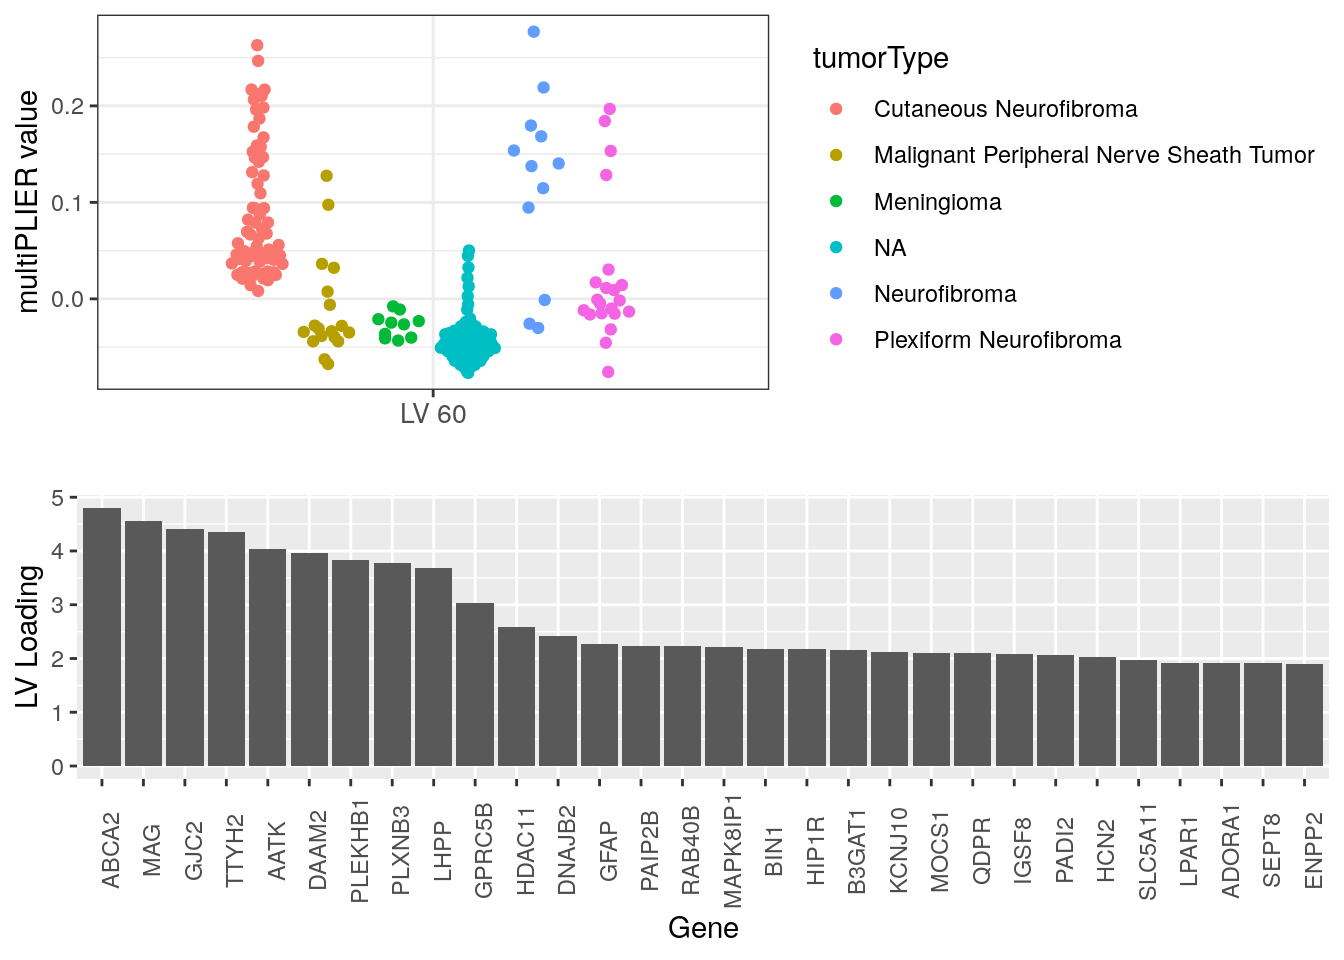 multiPLIER value
0.2
0.1
0.0
LV 60
tumorType
Cutaneous Neurofibroma
Malignant Peripheral Nerve Sheath Tumor
Meningioma
NA
Neurofibroma
Plexiform Neurofibroma
LV Loading
5
4
3
2
1
0
ABCA2
MAG
GJC2
TTYH2
AATK
DAAM2
PLEKHB1
PLXNB3
LHPP
GPRC5B
HDAC11
DNAJB2
GFAP
PAIP2B
RAB40B
MAPK8IP1
BIN1
HIP1R
B3GAT1
KCNJ10
MOCS1
QDPR
IGSF8
PADI2
HCN2
SLC5A11
LPAR1
ADORA1
SEPT8
ENPP2
Gene